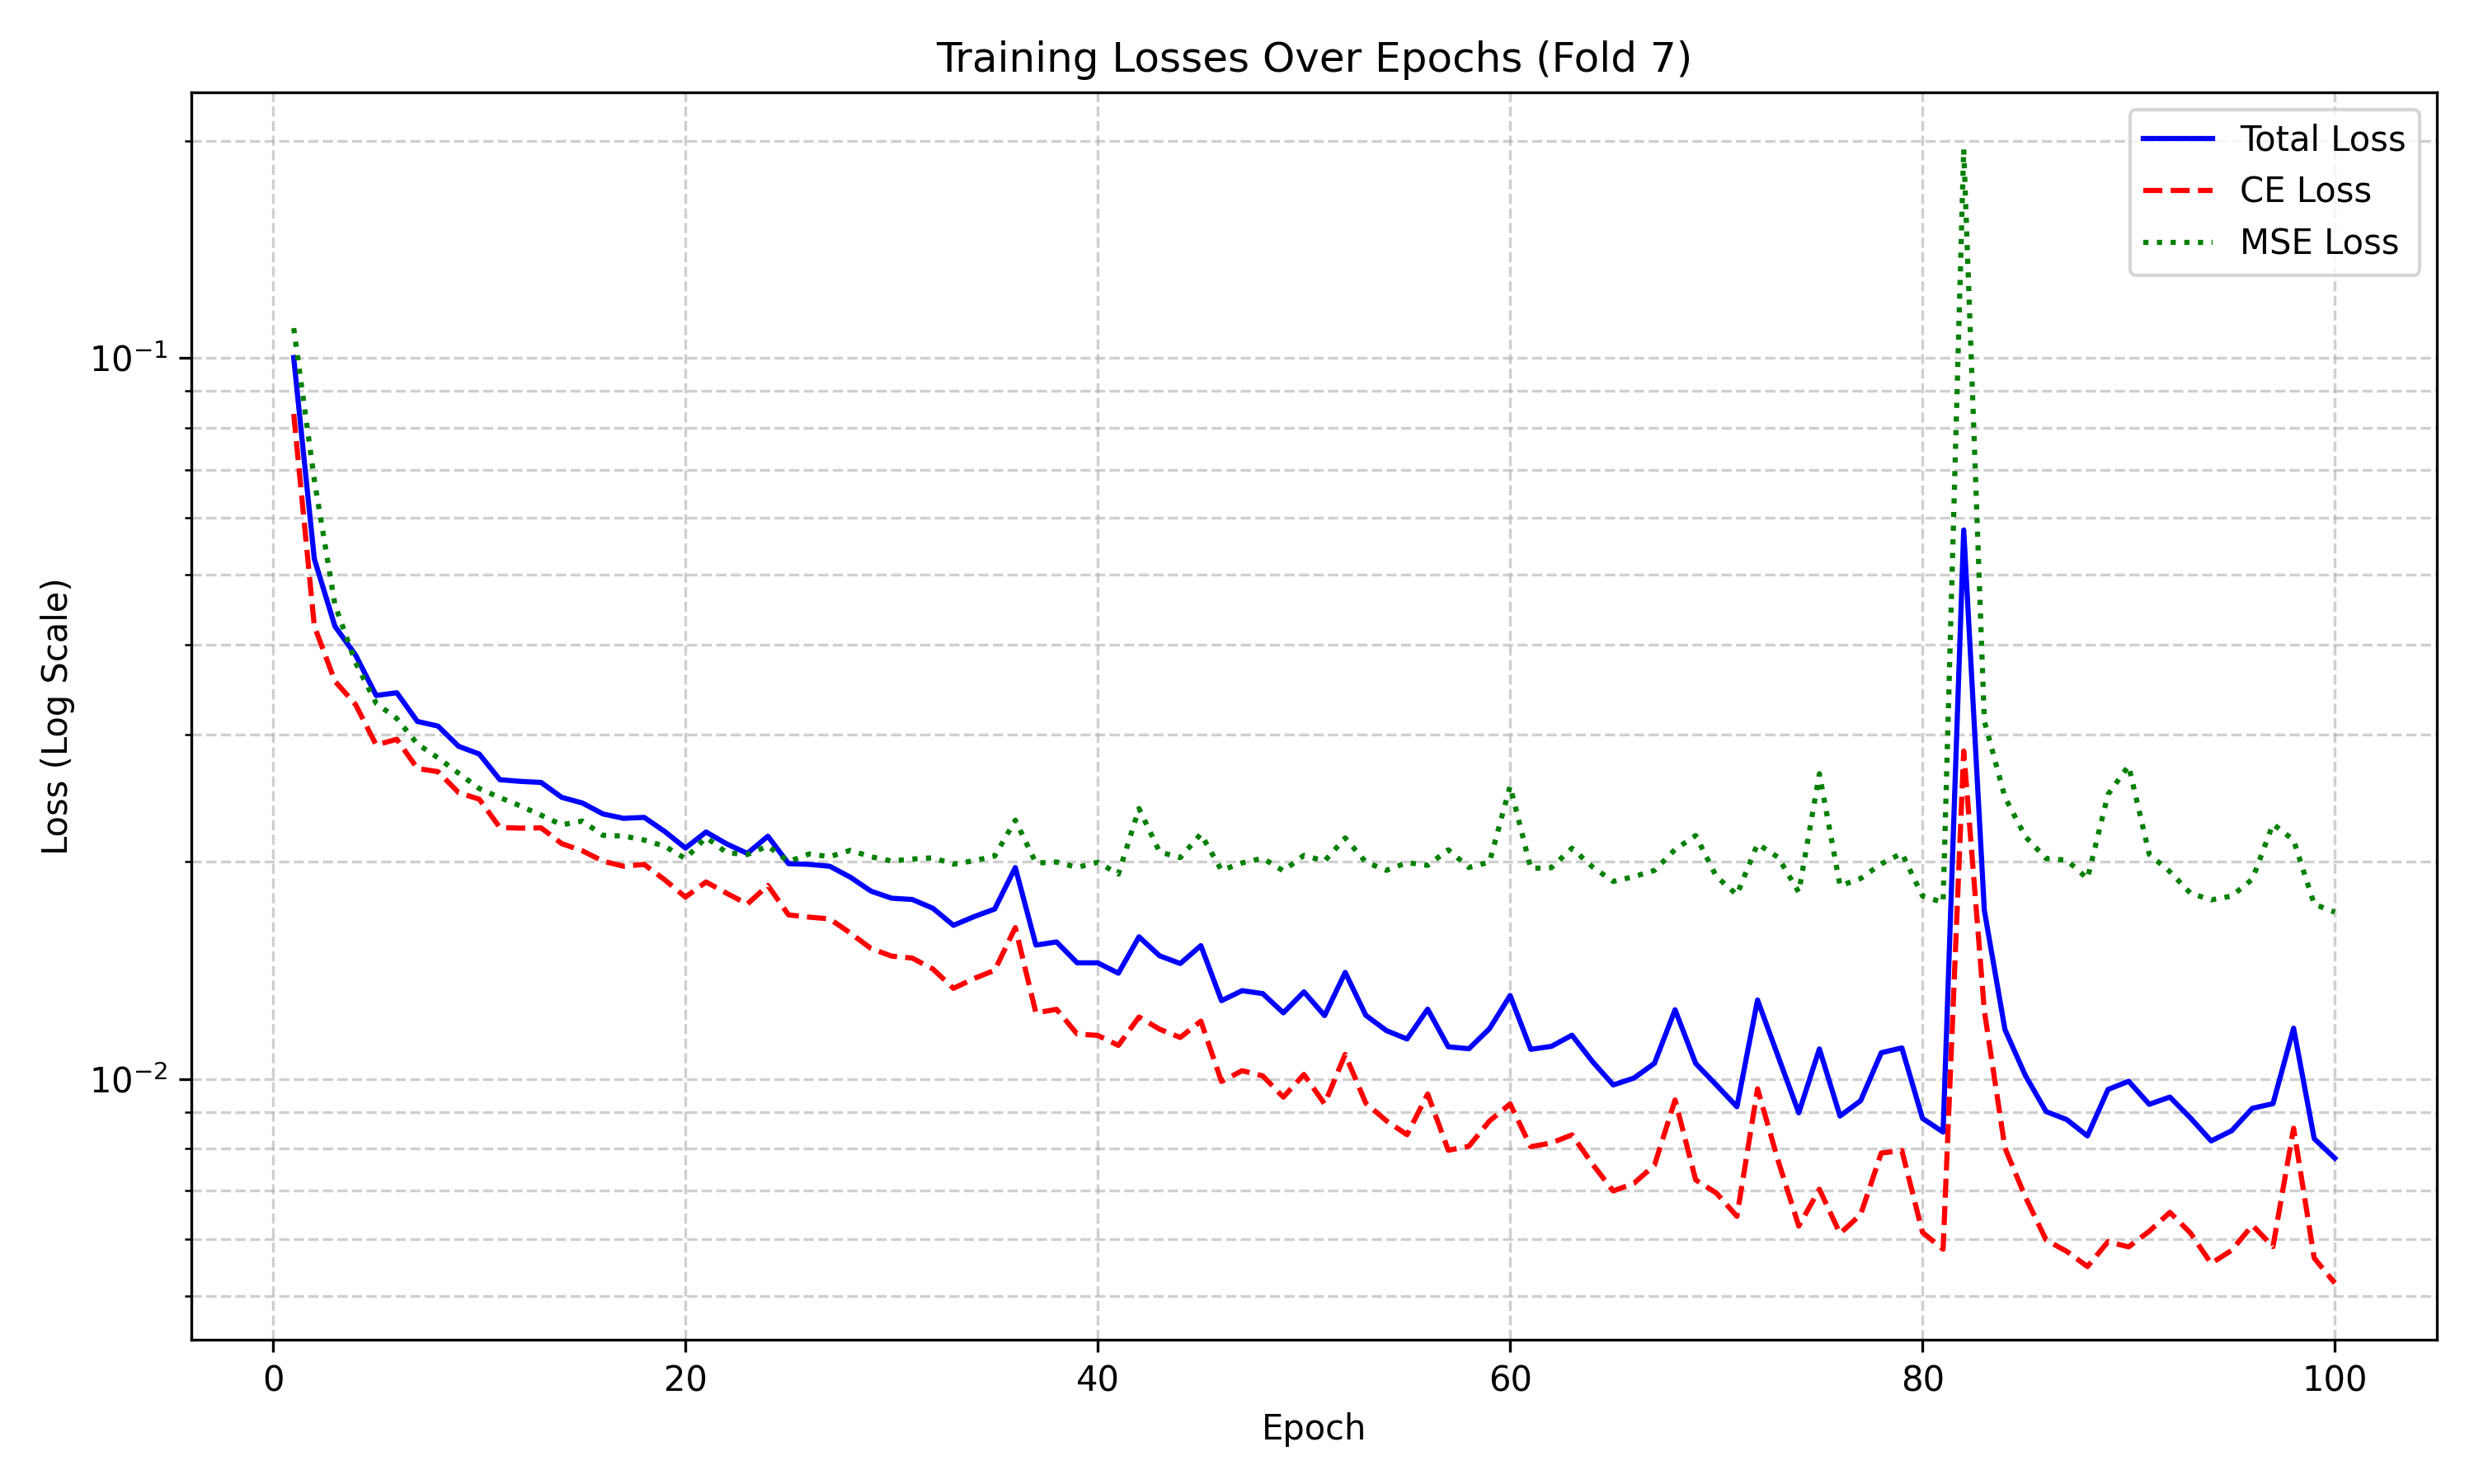 Training Losses Over Epochs (Fold 7)
Total Loss
CE Loss
MSE Loss
Loss (Log Scale)
10⁻¹
10⁻²
0 20 40 60 80 100
Epoch